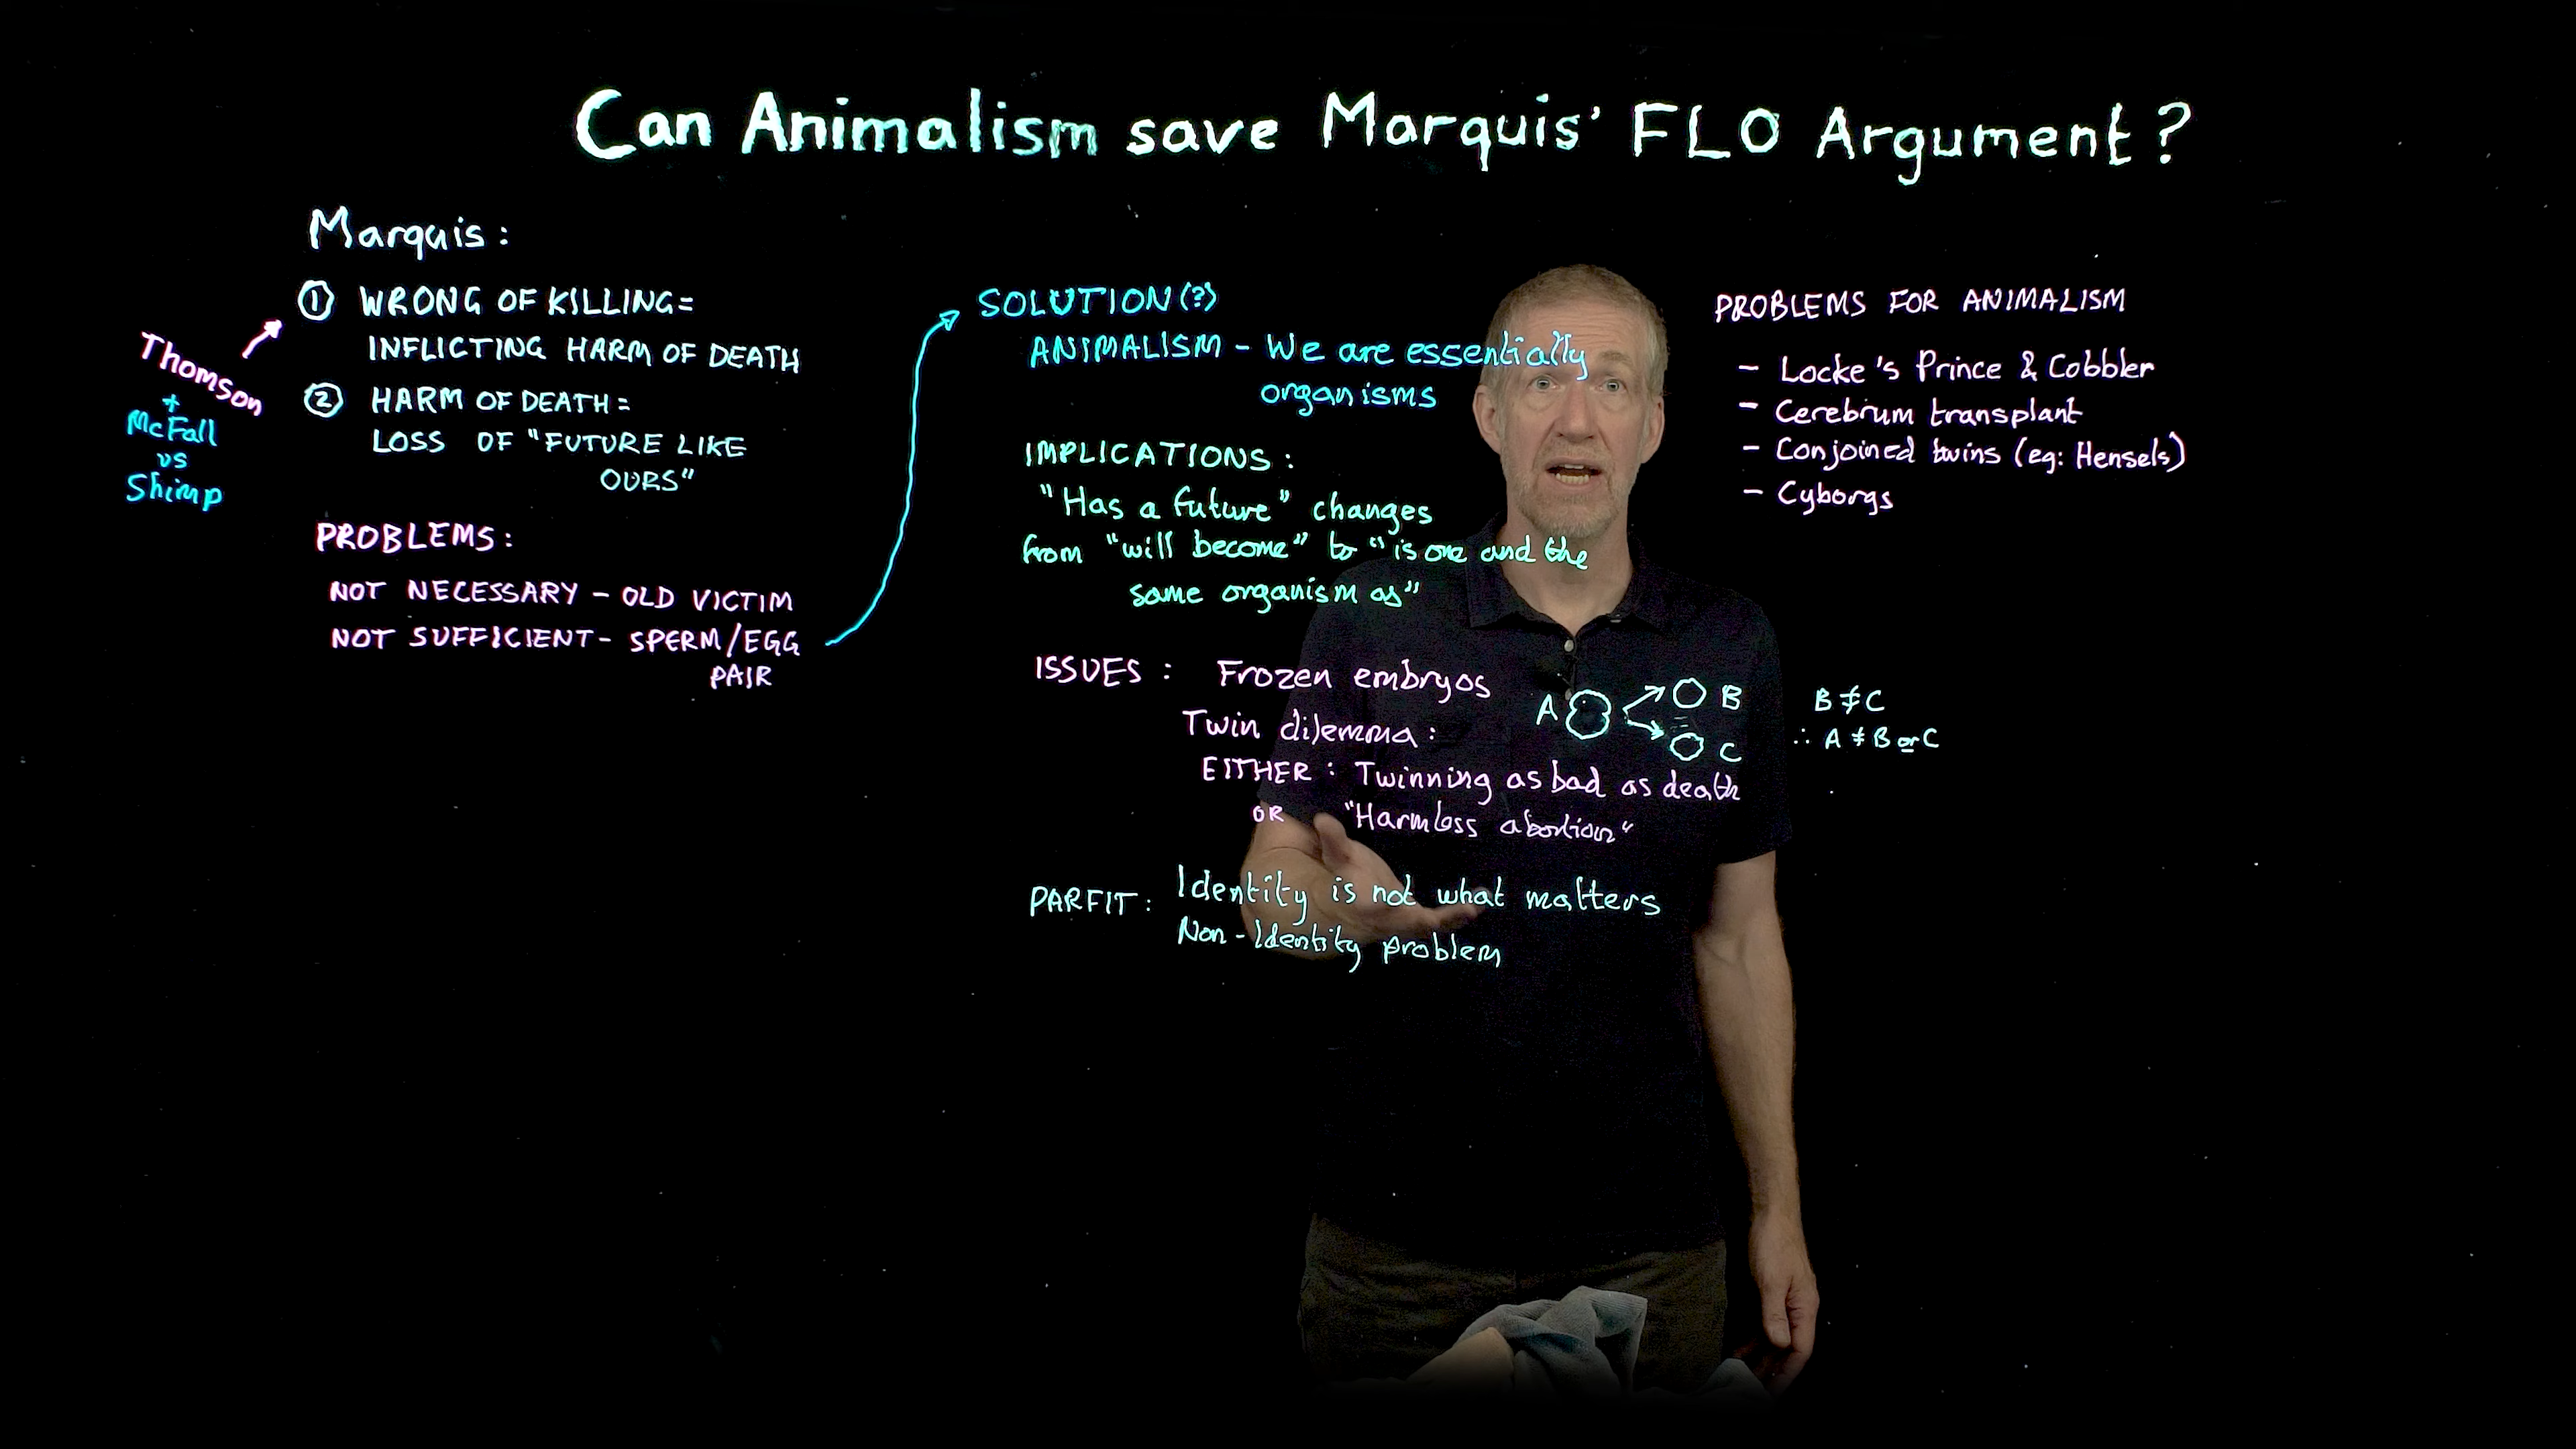 Can Animalism save Marquis' FLO Argument?
Marquis:
① WRONG OF KILLING =
INFLICTING HARM OF DEATH
② HARM OF DEATH =
LOSS OF "FUTURE LIKE
OURS"
Thomson
+
McFall
vs
Shimp
PROBLEMS:
NOT NECESSARY - OLD VICTIM
NOT SUFFICIENT - SPERM/EGG
PAIR
SOLUTION(?)
ANIMALISM - We are essentially
organisms
IMPLICATIONS:
"Has a future" changes
from "will become" to "is one and the
same organism as"
ISSUES: Frozen embryos
Twin dilemma:
EITHER: Twinning as bad as death
OR "Harmless abortion"
A B
C
B ≠ C
∴ A ≠ B or C
PARFIT: Identity is not what matters
Non-Identity problem
PROBLEMS FOR ANIMALISM
- Locke's Prince & Cobbler
- Cerebrum transplant
- Conjoined twins (eg: Hensels)
- Cyborgs